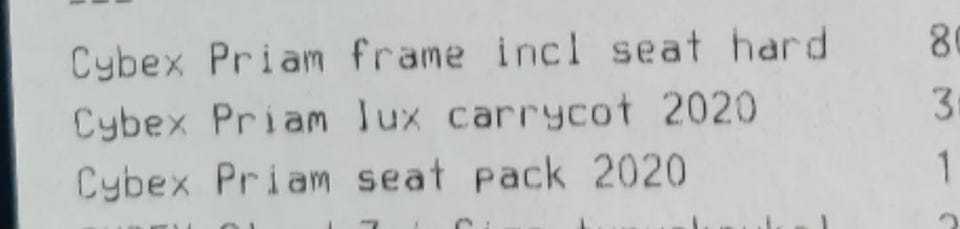 Cybex Priam frame incl seat hard
Cybex Priam lux carrycot 2020
Cybex Priam seat pack 2020